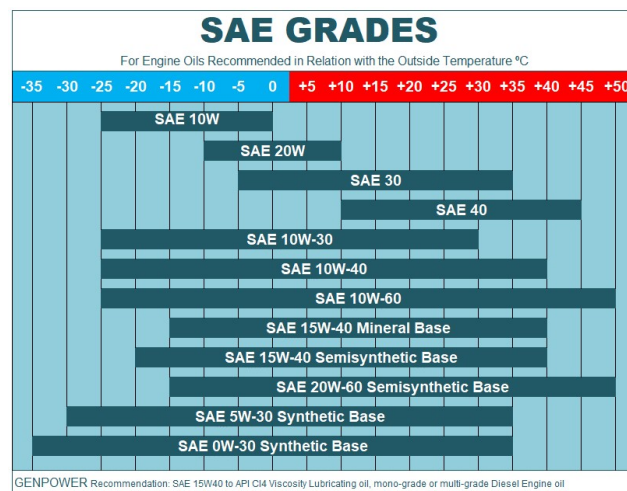 SAE GRADES
For Engine Oils Recommended in Relation with the Outside Temperature ºC
-35 -30 -25 -20 -15 -10 -5 0 +5 +10 +15 +20 +25 +30 +35 +40 +45 +50
SAE 10W
SAE 20W
SAE 30
SAE 40
SAE 10W-30
SAE 10W-40
SAE 10W-60
SAE 15W-40 Mineral Base
SAE 15W-40 Semisynthetic Base
SAE 20W-60 Semisynthetic Base
SAE 5W-30 Synthetic Base
SAE 0W-30 Synthetic Base
GENPOWER Recommendation: SAE 15W40 to API CI4 Viscosity Lubricating oil, mono-grade or multi-grade Diesel Engine oil